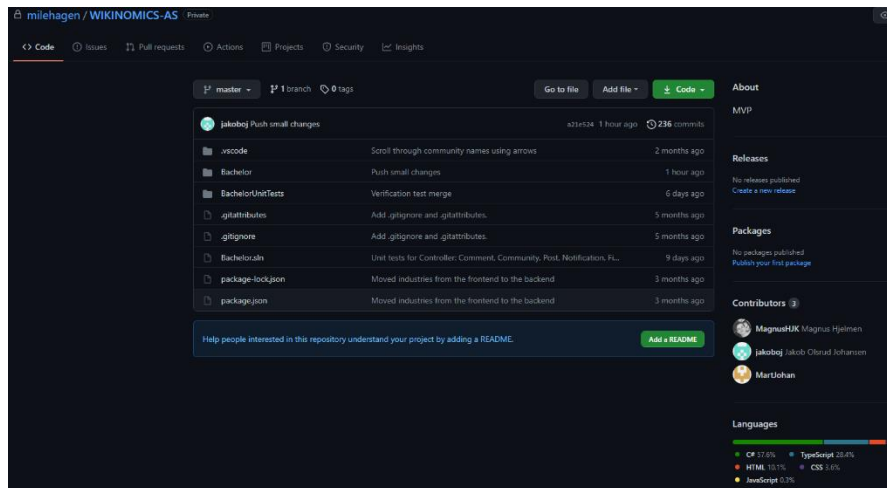 milehagen / WIKINOMICS-AS Private
<> Code Issues Pull requests Actions Projects Security Insights
master 1 branch 0 tags Go to file Add file Code
jakoboj Push small changes a21e524 1 hour ago 236 commits
.vscode Scroll through community names using arrows 2 months ago
Bachelor Push small changes 1 hour ago
BachelorUnitTests Verification test merge 6 days ago
.gitattributes Add .gitignore and .gitattributes. 5 months ago
.gitignore Add .gitignore and .gitattributes. 5 months ago
Bachelor.sln Unit tests for Controller: Comment, Community, Post, Notification, Fi... 9 days ago
package-lock.json Moved industries from the frontend to the backend 3 months ago
package.json Moved industries from the frontend to the backend 3 months ago
Help people interested in this repository understand your project by adding a README. Add a README
About
MVP
Releases
No releases published
Create a new release
Packages
No packages published
Publish your first package
Contributors 3
MagnusHJK Magnus Hjelmen
jakoboj Jakob Olsrud Johansen
MartJohan
Languages
C# 57.6% TypeScript 28.4%
HTML 10.1% CSS 3.6%
JavaScript 0.3%